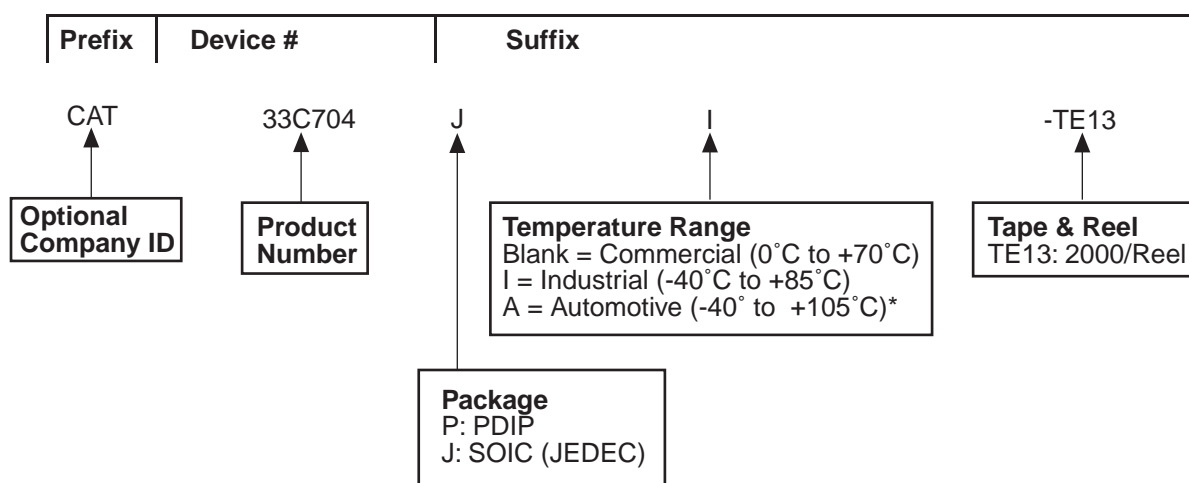 Prefix Device # Suffix
CAT 33C704 J I -TE13
Optional
Company ID
Product
Number
Temperature Range
Blank = Commercial (0˚C to +70˚C)
I = Industrial (-40˚C to +85˚C)
A = Automotive (-40˚ to +105˚C)*
Tape & Reel
TE13: 2000/Reel
Package
P: PDIP
J: SOIC (JEDEC)